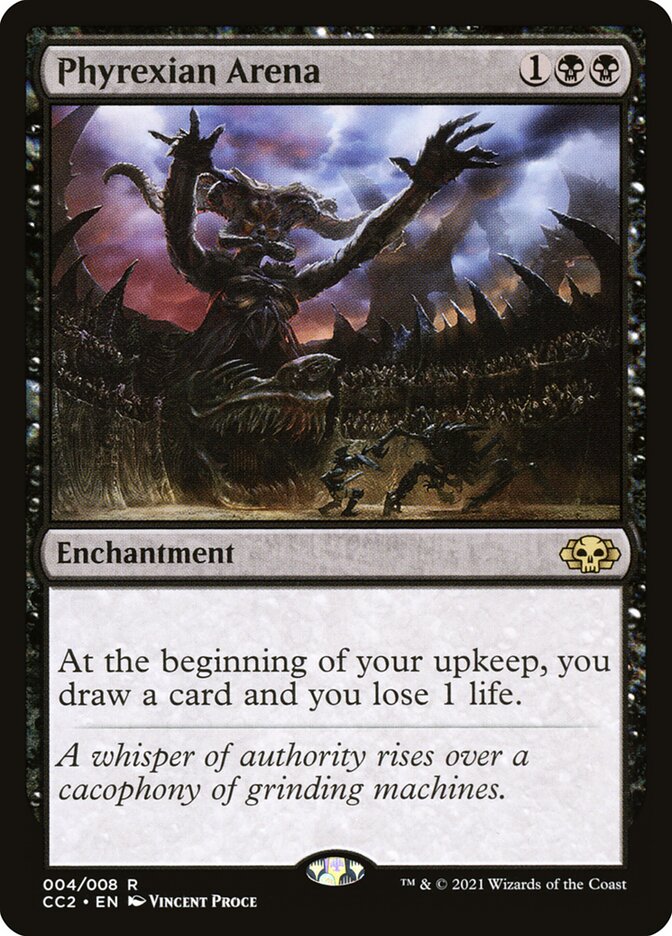 Phyrexian Arena 1
Enchantment
At the beginning of your upkeep, you
draw a card and you lose 1 life.
A whisper of authority rises over a
cacophony of grinding machines.
004/008 R
CC2 • EN Vincent Proce
™ & © 2021 Wizards of the Coast